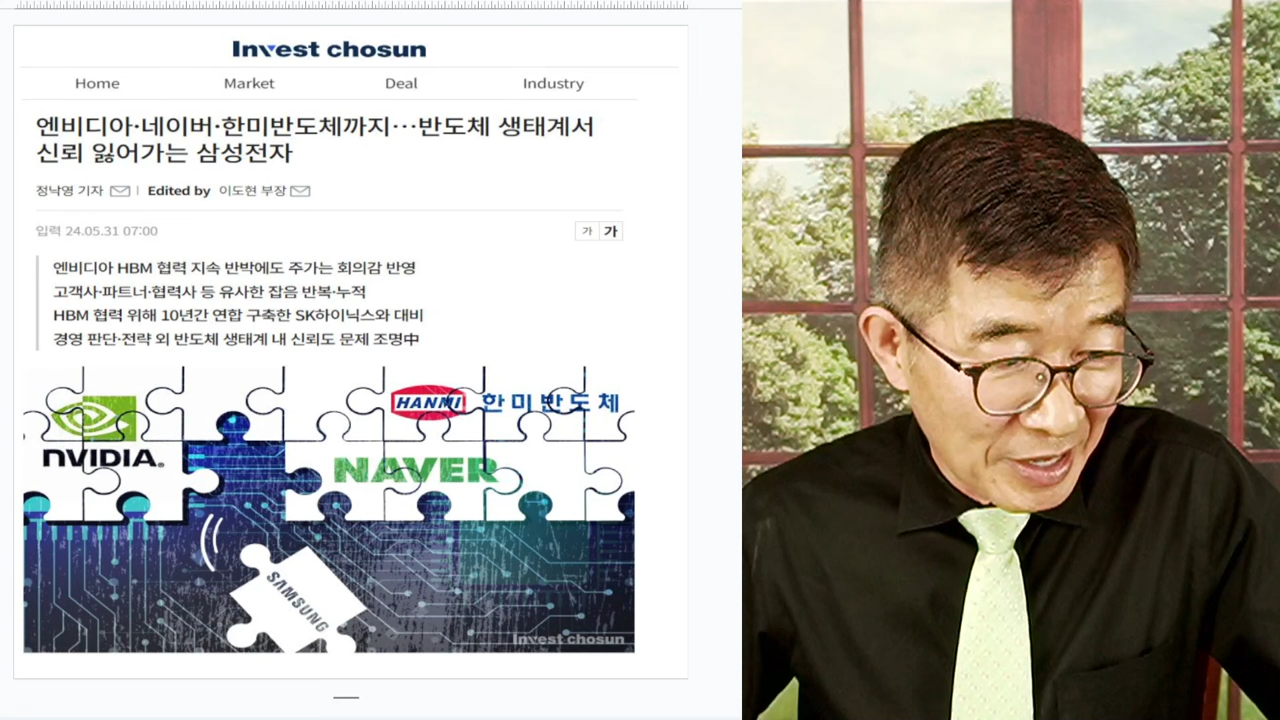 Invest chosun
Home Market Deal Industry
엔비디아·네이버·한미반도체까지…반도체 생태계서
신뢰 잃어가는 삼성전자
정낙영 기자 Edited by 이도현 부장
입력 24.05.31 07:00
가 가
엔비디아 HBM 협력 지속 반박에도 주가는 회의감 반영
고객사·파트너·협력사 등 유사한 잡음 반복·누적
HBM 협력 위해 10년간 연합 구축한 SK하이닉스와 대비
경영 판단·전략 외 반도체 생태계 내 신뢰도 문제 조명中
HANMI 한미반도체
NVIDIA.
NAVER
SAMSUNG
Invest chosun